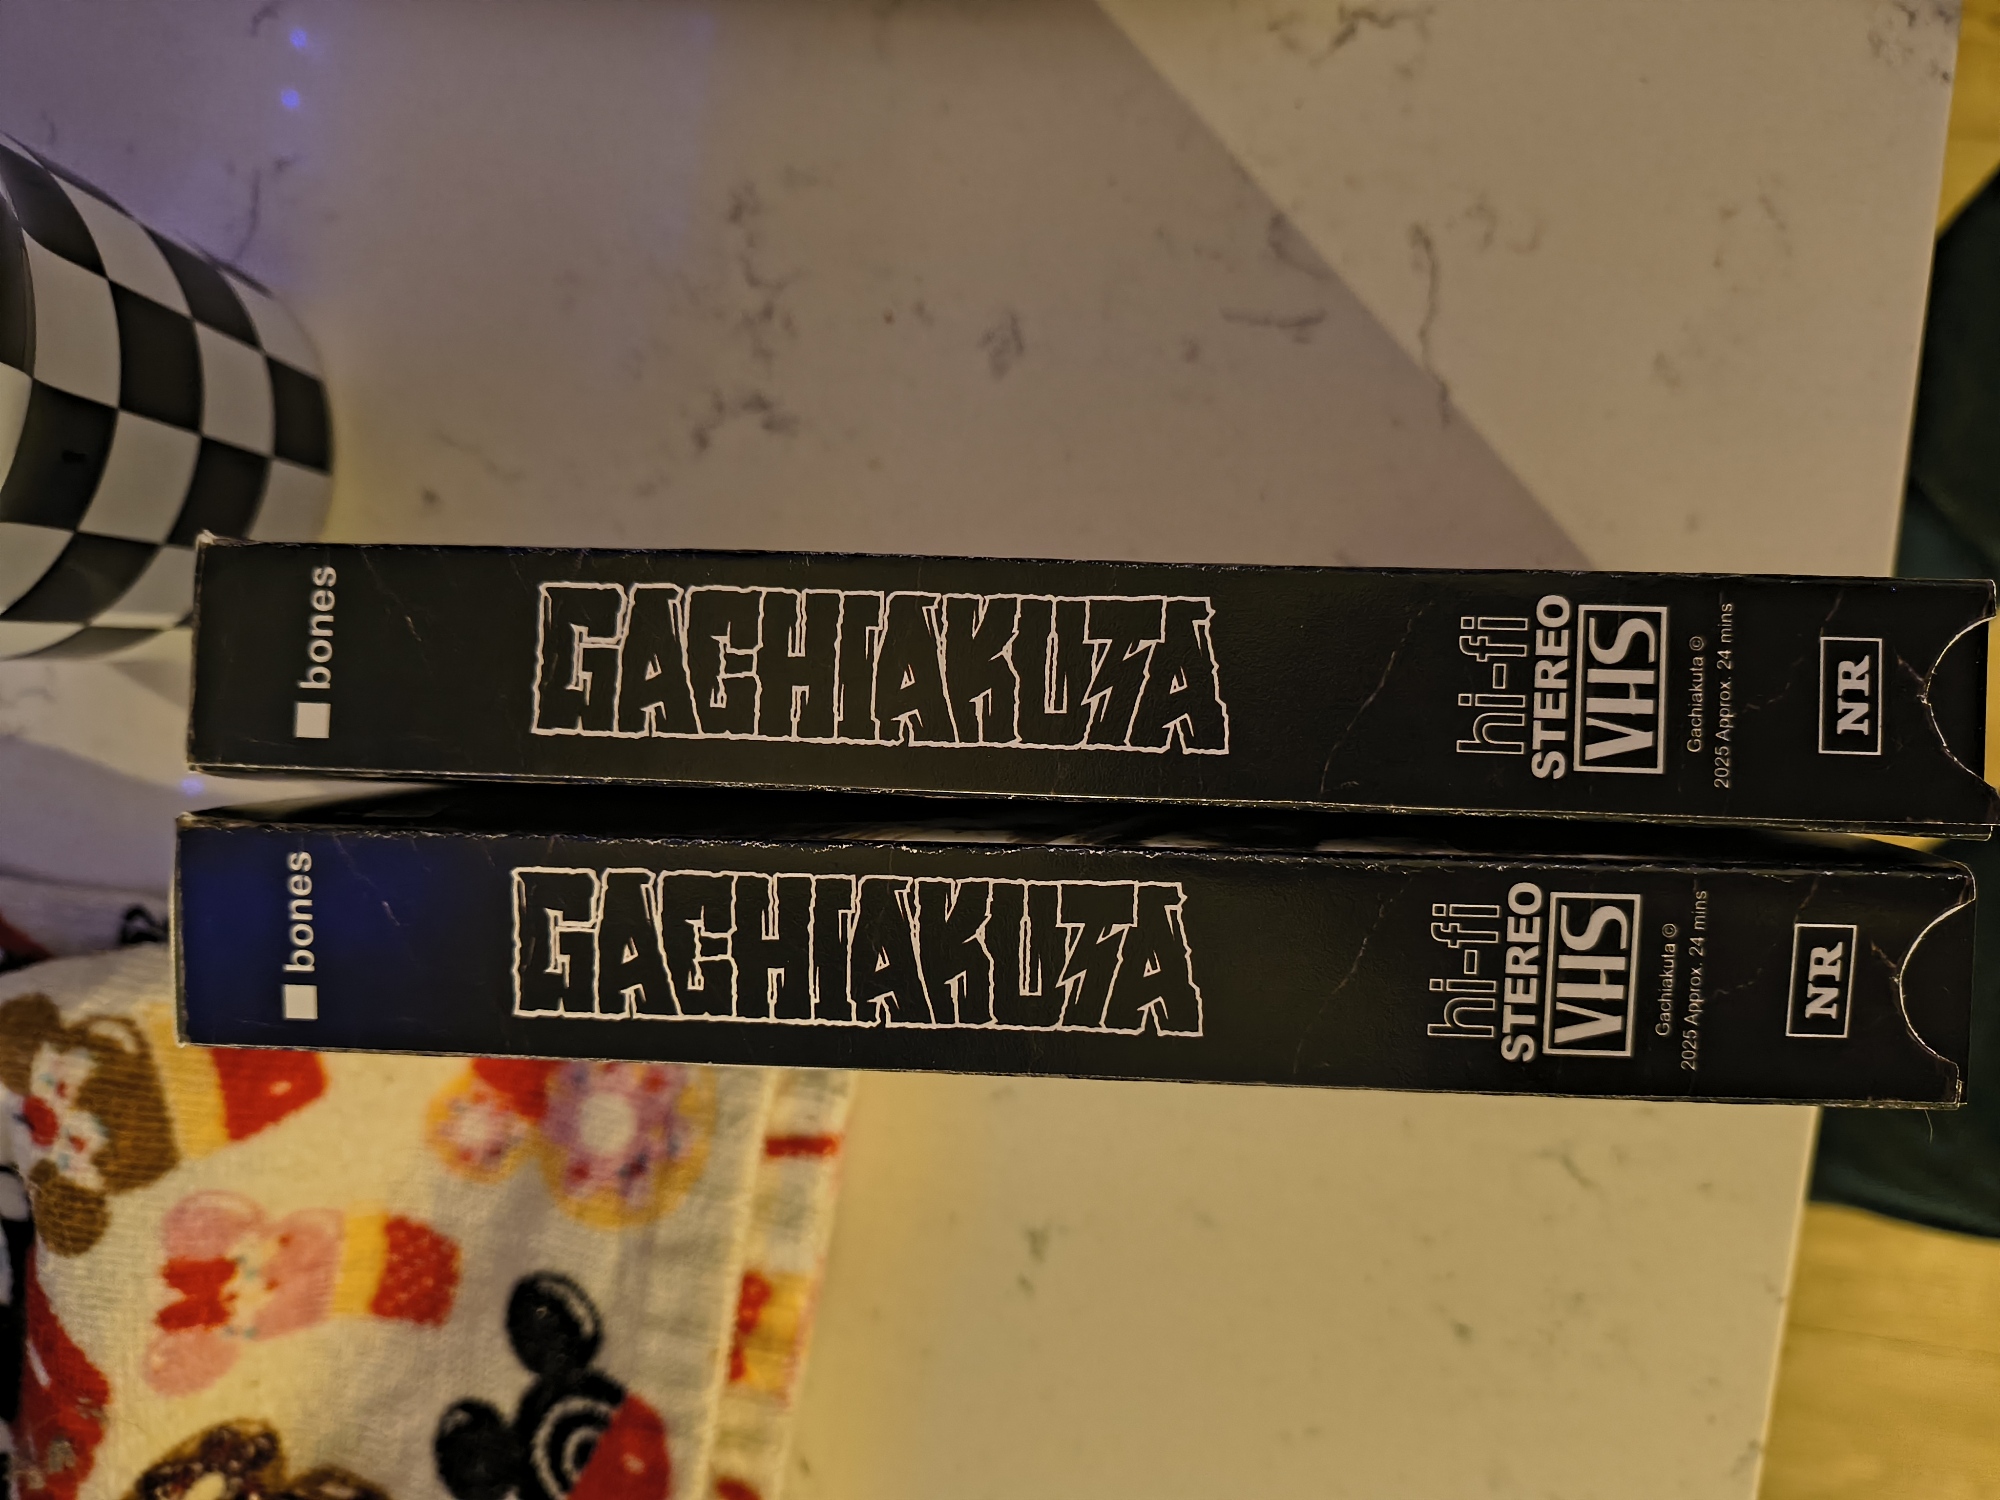 bones
GACHIAKUTA
hi-fi
STEREO
VHS
Gachiakuta ©
2025 Approx. 24 mins
NR
bones
GACHIAKUTA
hi-fi
STEREO
VHS
Gachiakuta ©
2025 Approx. 24 mins
NR